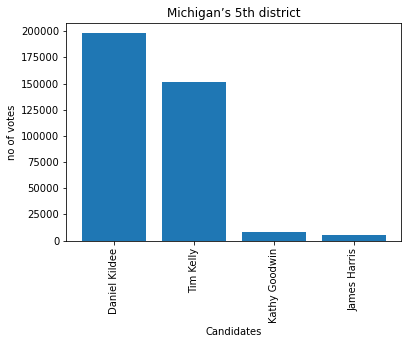 Michigan’s 5th district
200000
175000
150000
125000
100000
75000
50000
25000
0
no of votes
Daniel Kildee
Tim Kelly
Kathy Goodwin
James Harris
Candidates